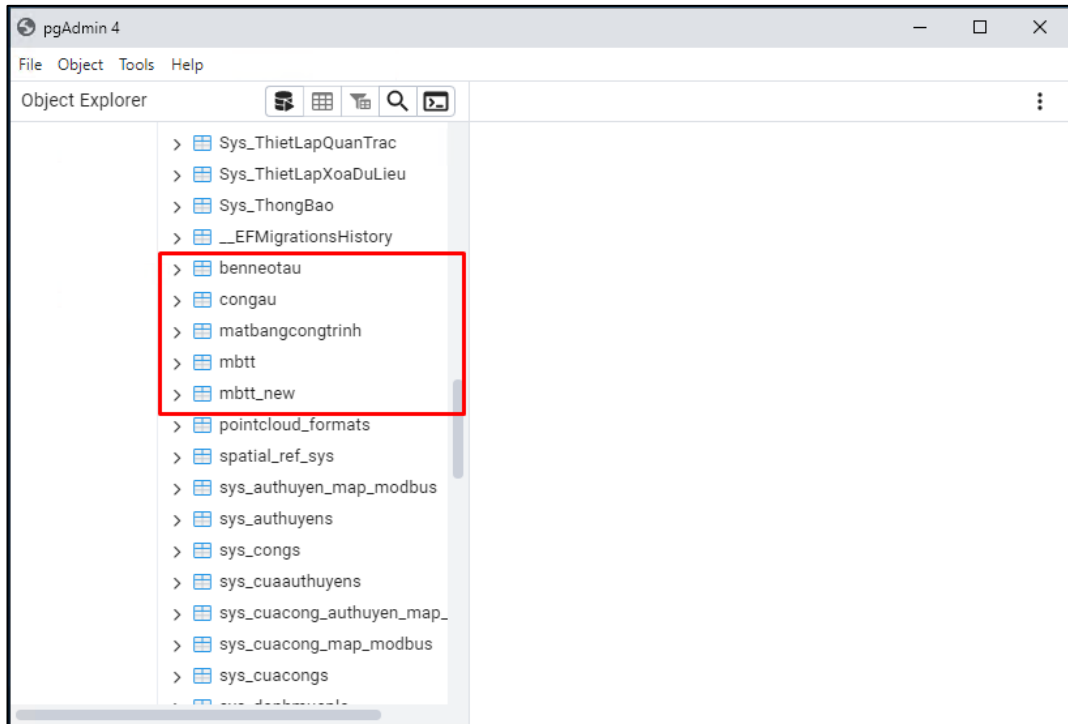 pgAdmin 4
File Object Tools Help
Object Explorer
Sys_ThietLapQuanTrac
Sys_ThietLapXoaDuLieu
Sys_ThongBao
__EFMigrationsHistory
benneotau
congau
matbangcongtrinh
mbtt
mbtt_new
pointcloud_formats
spatial_ref_sys
sys_authuyen_map_modbus
sys_authuyens
sys_congs
sys_cuaauthuyens
sys_cuacong_authuyen_map_
sys_cuacong_map_modbus
sys_cuacongs